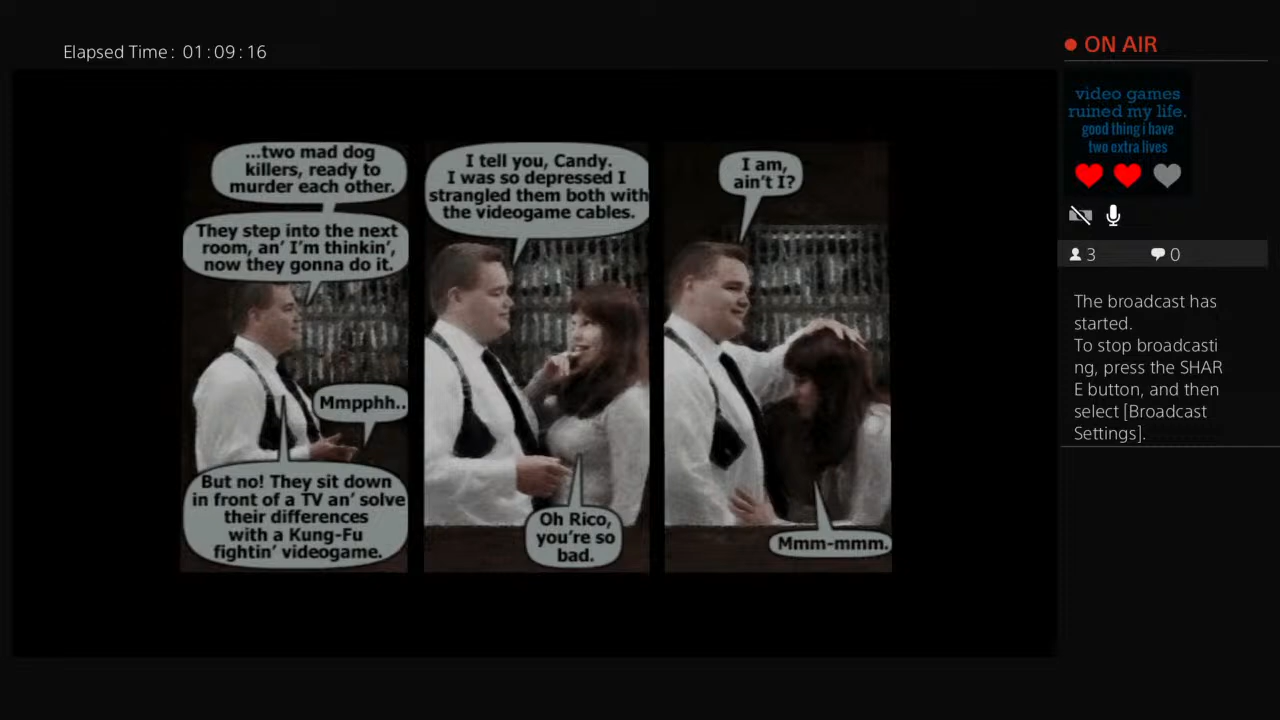 Elapsed Time: 01:09:16
ON AIR
video games
ruined my life.
good thing i have
two extra lives
3
0
The broadcast has
started.
To stop broadcasti
ng, press the SHAR
E button, and then
select [Broadcast
Settings].
...two mad dog
killers, ready to
murder each other.
They step into the next
room, an' I'm thinkin',
now they gonna do it.
Mmpphh..
But no! They sit down
in front of a TV an' solve
their differences
with a Kung-Fu
fightin' videogame.
I tell you, Candy.
I was so depressed I
strangled them both with
the videogame cables.
Oh Rico,
you're so
bad.
I am,
ain't I?
Mmm-mmm.